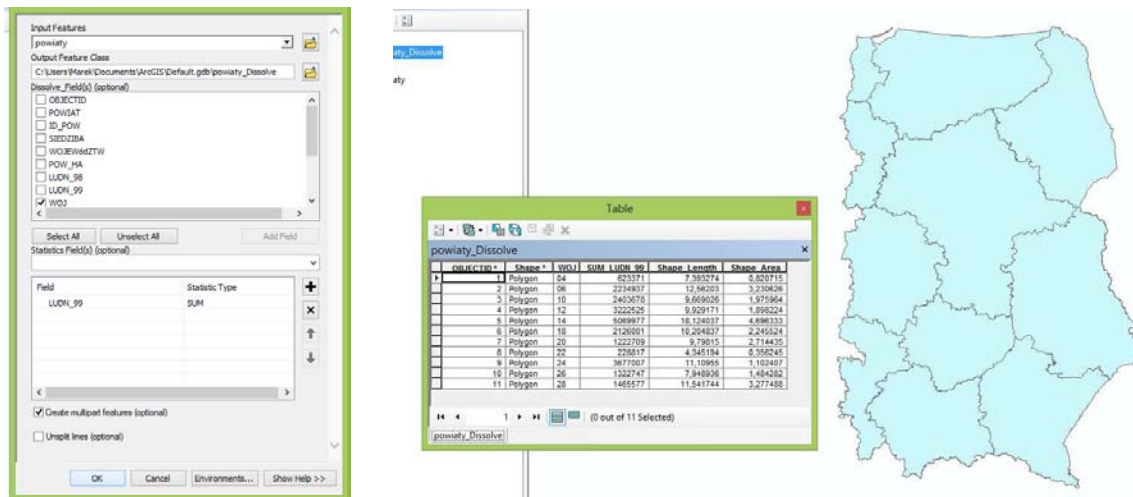 Input Features
powiaty
Output Feature Class
C:\Users\Marek\Documents\ArcGIS\Default.gdb\powiaty_Dissolve
Dissolve_Field(s) (optional)
OBJECTID
POWIAT
ID_POW
SIEDZIBA
WOJEWódZTW
POW_HA
LUDN_98
LUDN_99
WOJ
Select All Unselect All Add Field
Statistics Field(s) (optional)
Field Statistic Type
LUDN_99 SUM
Create multipart features (optional)
Unsplit lines (optional)
OK Cancel Environments... Show Help >>
aty_Dissolve
aty
Table
powiaty_Dissolve
OBJECTID * Shape * WOJ SUM_LUDN_99 Shape_Length Shape_Area
1 Polygon 04 623371 7,393274 0,820715
2 Polygon 06 2234937 12,56203 3,230626
3 Polygon 10 2403678 9,669026 1,975964
4 Polygon 12 3222525 9,929171 1,898224
5 Polygon 14 5069977 18,124037 4,696333
6 Polygon 18 2126001 10,204837 2,245524
7 Polygon 20 1222709 9,79815 2,714435
8 Polygon 22 228817 4,345194 0,356245
9 Polygon 24 3677007 11,10955 1,102407
10 Polygon 26 1322747 7,948936 1,484282
11 Polygon 28 1465577 11,541744 3,277488
1 (0 out of 11 Selected)
powiaty_Dissolve